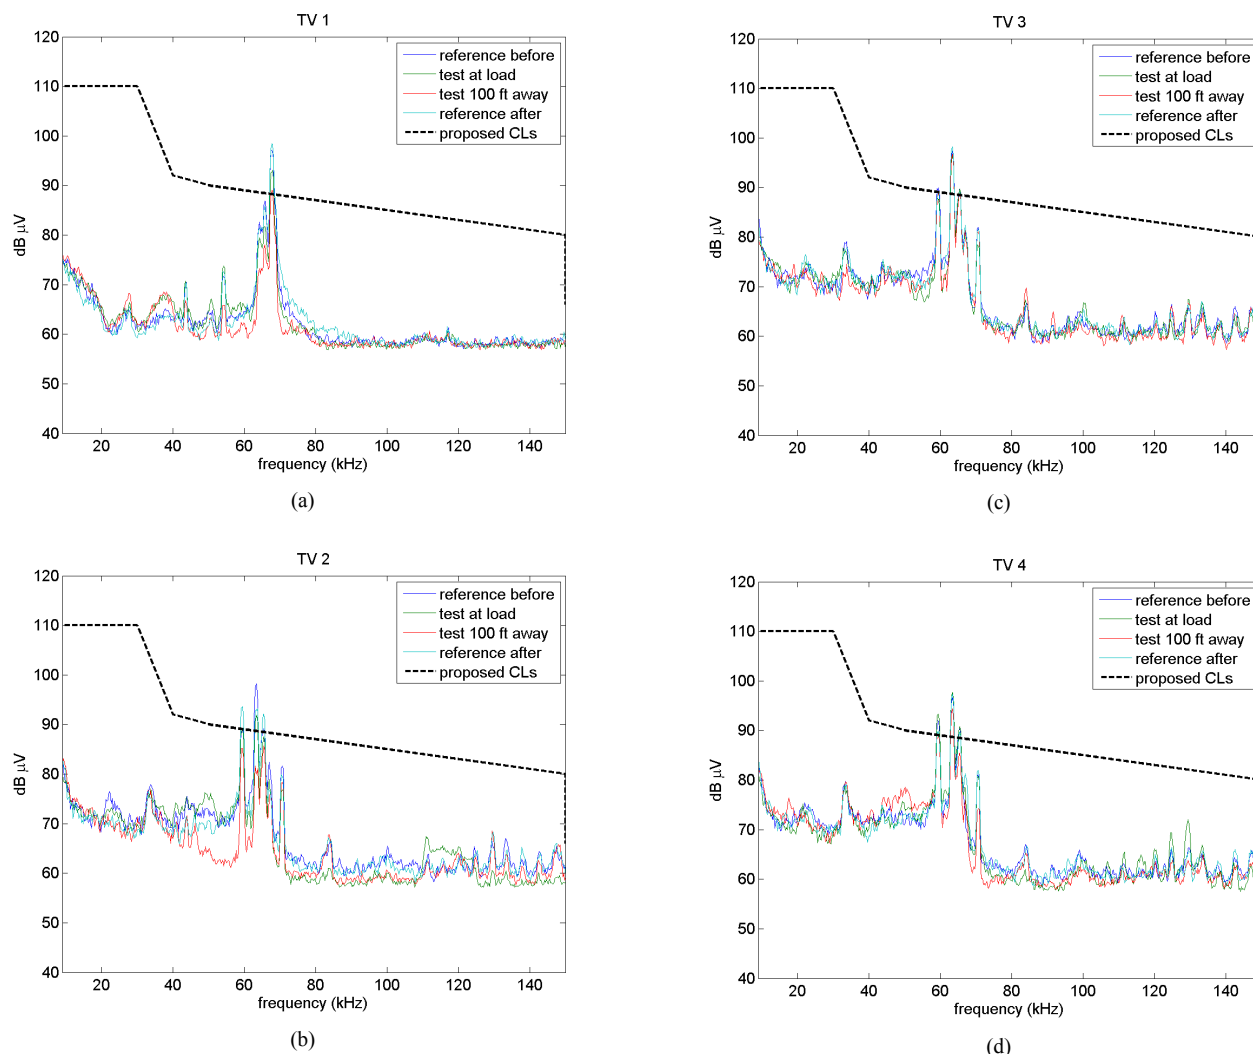 TV 1
120
110
100
90
80
70
60
50
40
dB µV
reference before
test at load
test 100 ft away
reference after
proposed CLs
20 40 60 80 100 120 140
frequency (kHz)
(a)
TV 3
120
110
100
90
80
70
60
50
40
dB µV
reference before
test at load
test 100 ft away
reference after
proposed CLs
20 40 60 80 100 120 140
frequency (kHz)
(c)
TV 2
120
110
100
90
80
70
60
50
40
dB µV
reference before
test at load
test 100 ft away
reference after
proposed CLs
20 40 60 80 100 120 140
frequency (kHz)
(b)
TV 4
120
110
100
90
80
70
60
50
40
dB µV
reference before
test at load
test 100 ft away
reference after
proposed CLs
20 40 60 80 100 120 140
frequency (kHz)
(d)